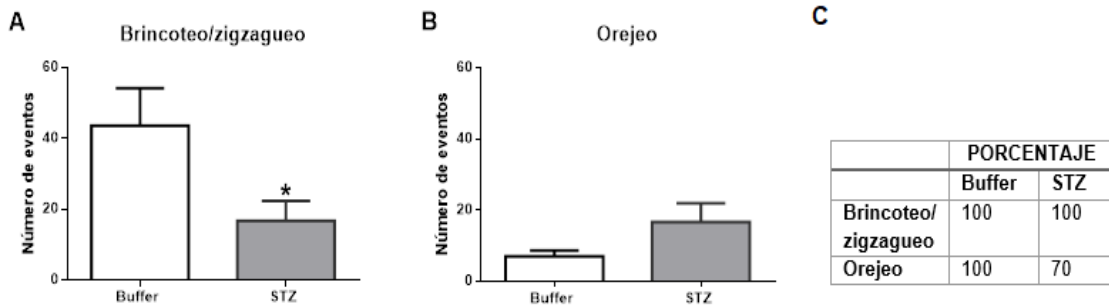 A
Brincoteo/zigzagueo
Número de eventos
60
40
20
0
*
Buffer
STZ
B
Orejeo
Número de eventos
60
40
20
0
Buffer
STZ
C
PORCENTAJE
Buffer STZ
Brincoteo/ 100 100
zigzagueo
Orejeo 100 70